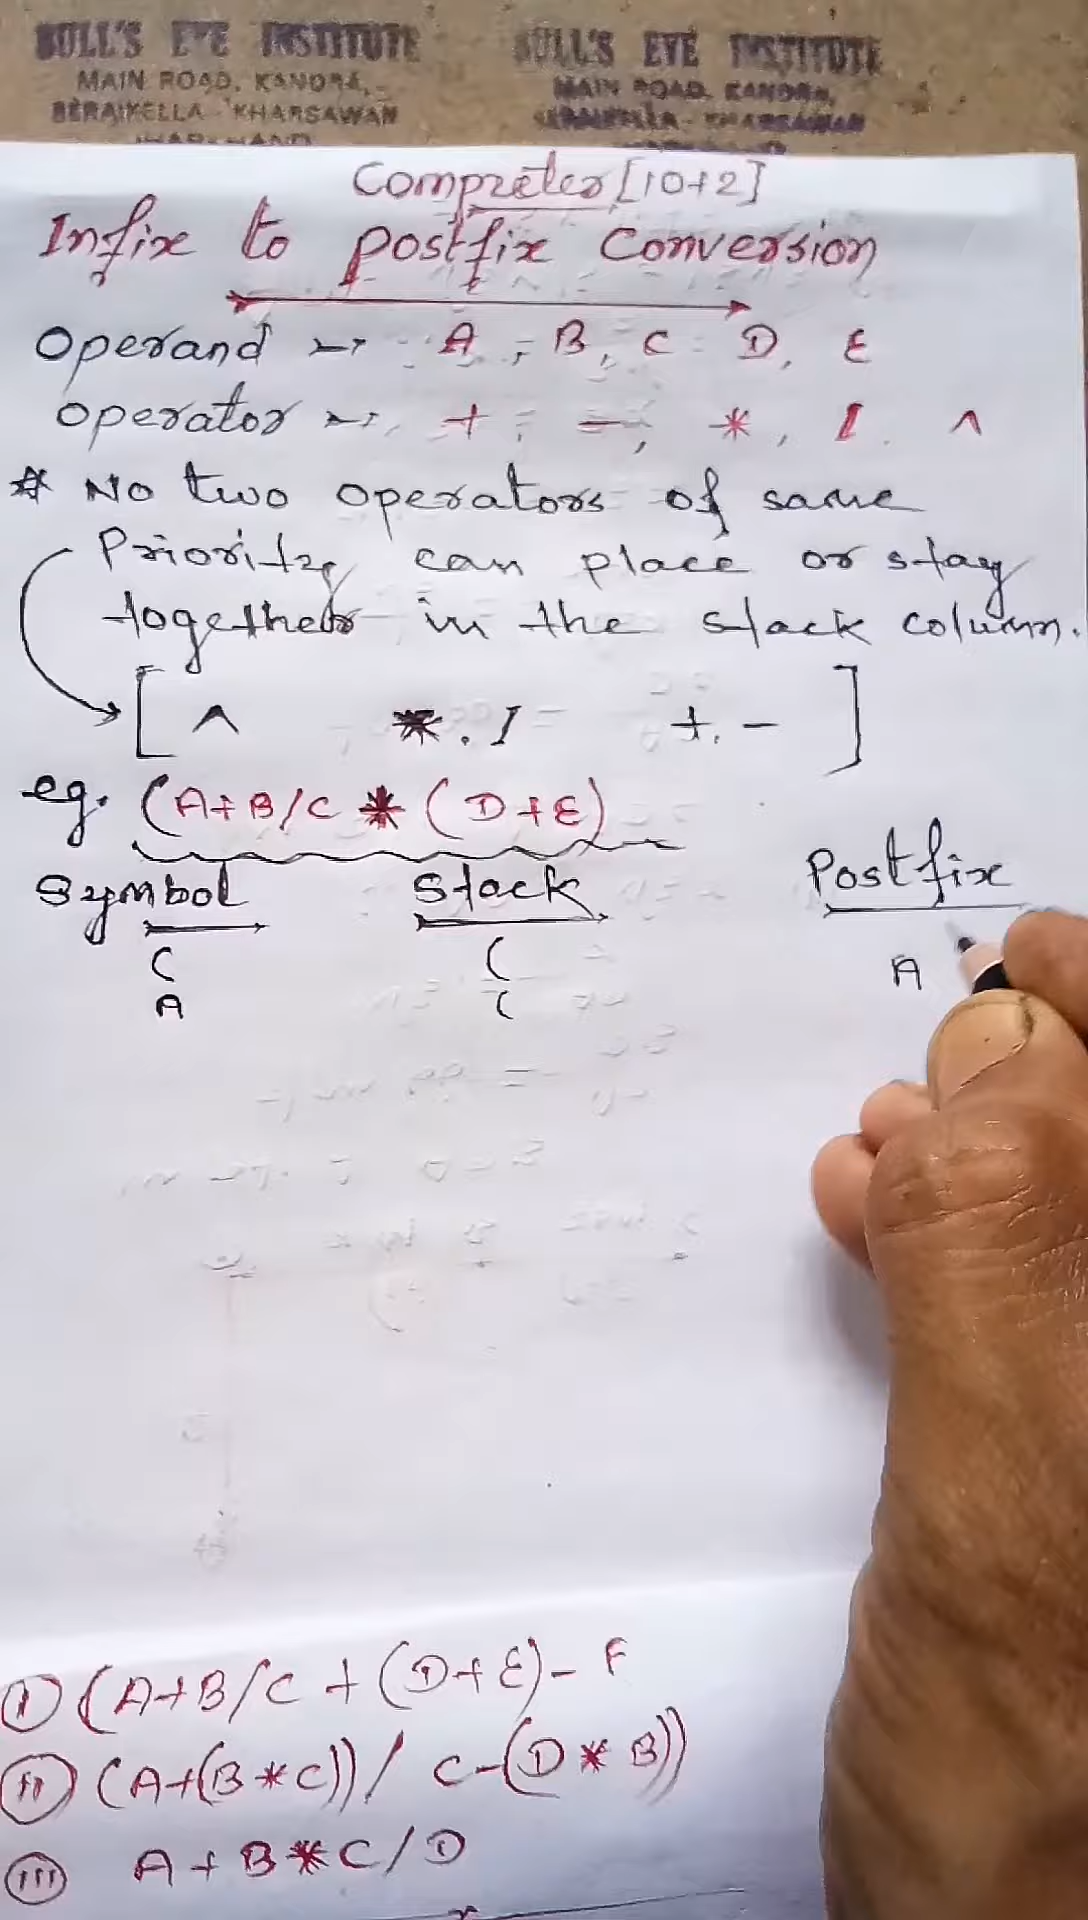 BULL'S EYE INSTITUTE BULL'S EYE INSTITUTE
MAIN ROAD, KANDRA, MAIN ROAD, KANDRA,
SERAIKELLA - KHARSAWAN SERAIKELLA - KHARSAWAN
JHARKHAND
Computer [10+2]
Infix to postfix conversion
Operand → A, B, C, D, E
Operator → +, -, *, /, ^
* No two operators of same
Priority can place or stay
together in the stack column.
[ ^ *, / +, - ]
eg. (A+B/C * (D+E)
Symbol Stack Postfix
( (
A ( A
(i) (A+B/C + (D+E) - F
(ii) (A+(B*C))/ C-(D*B))
(iii) A+B*C/D